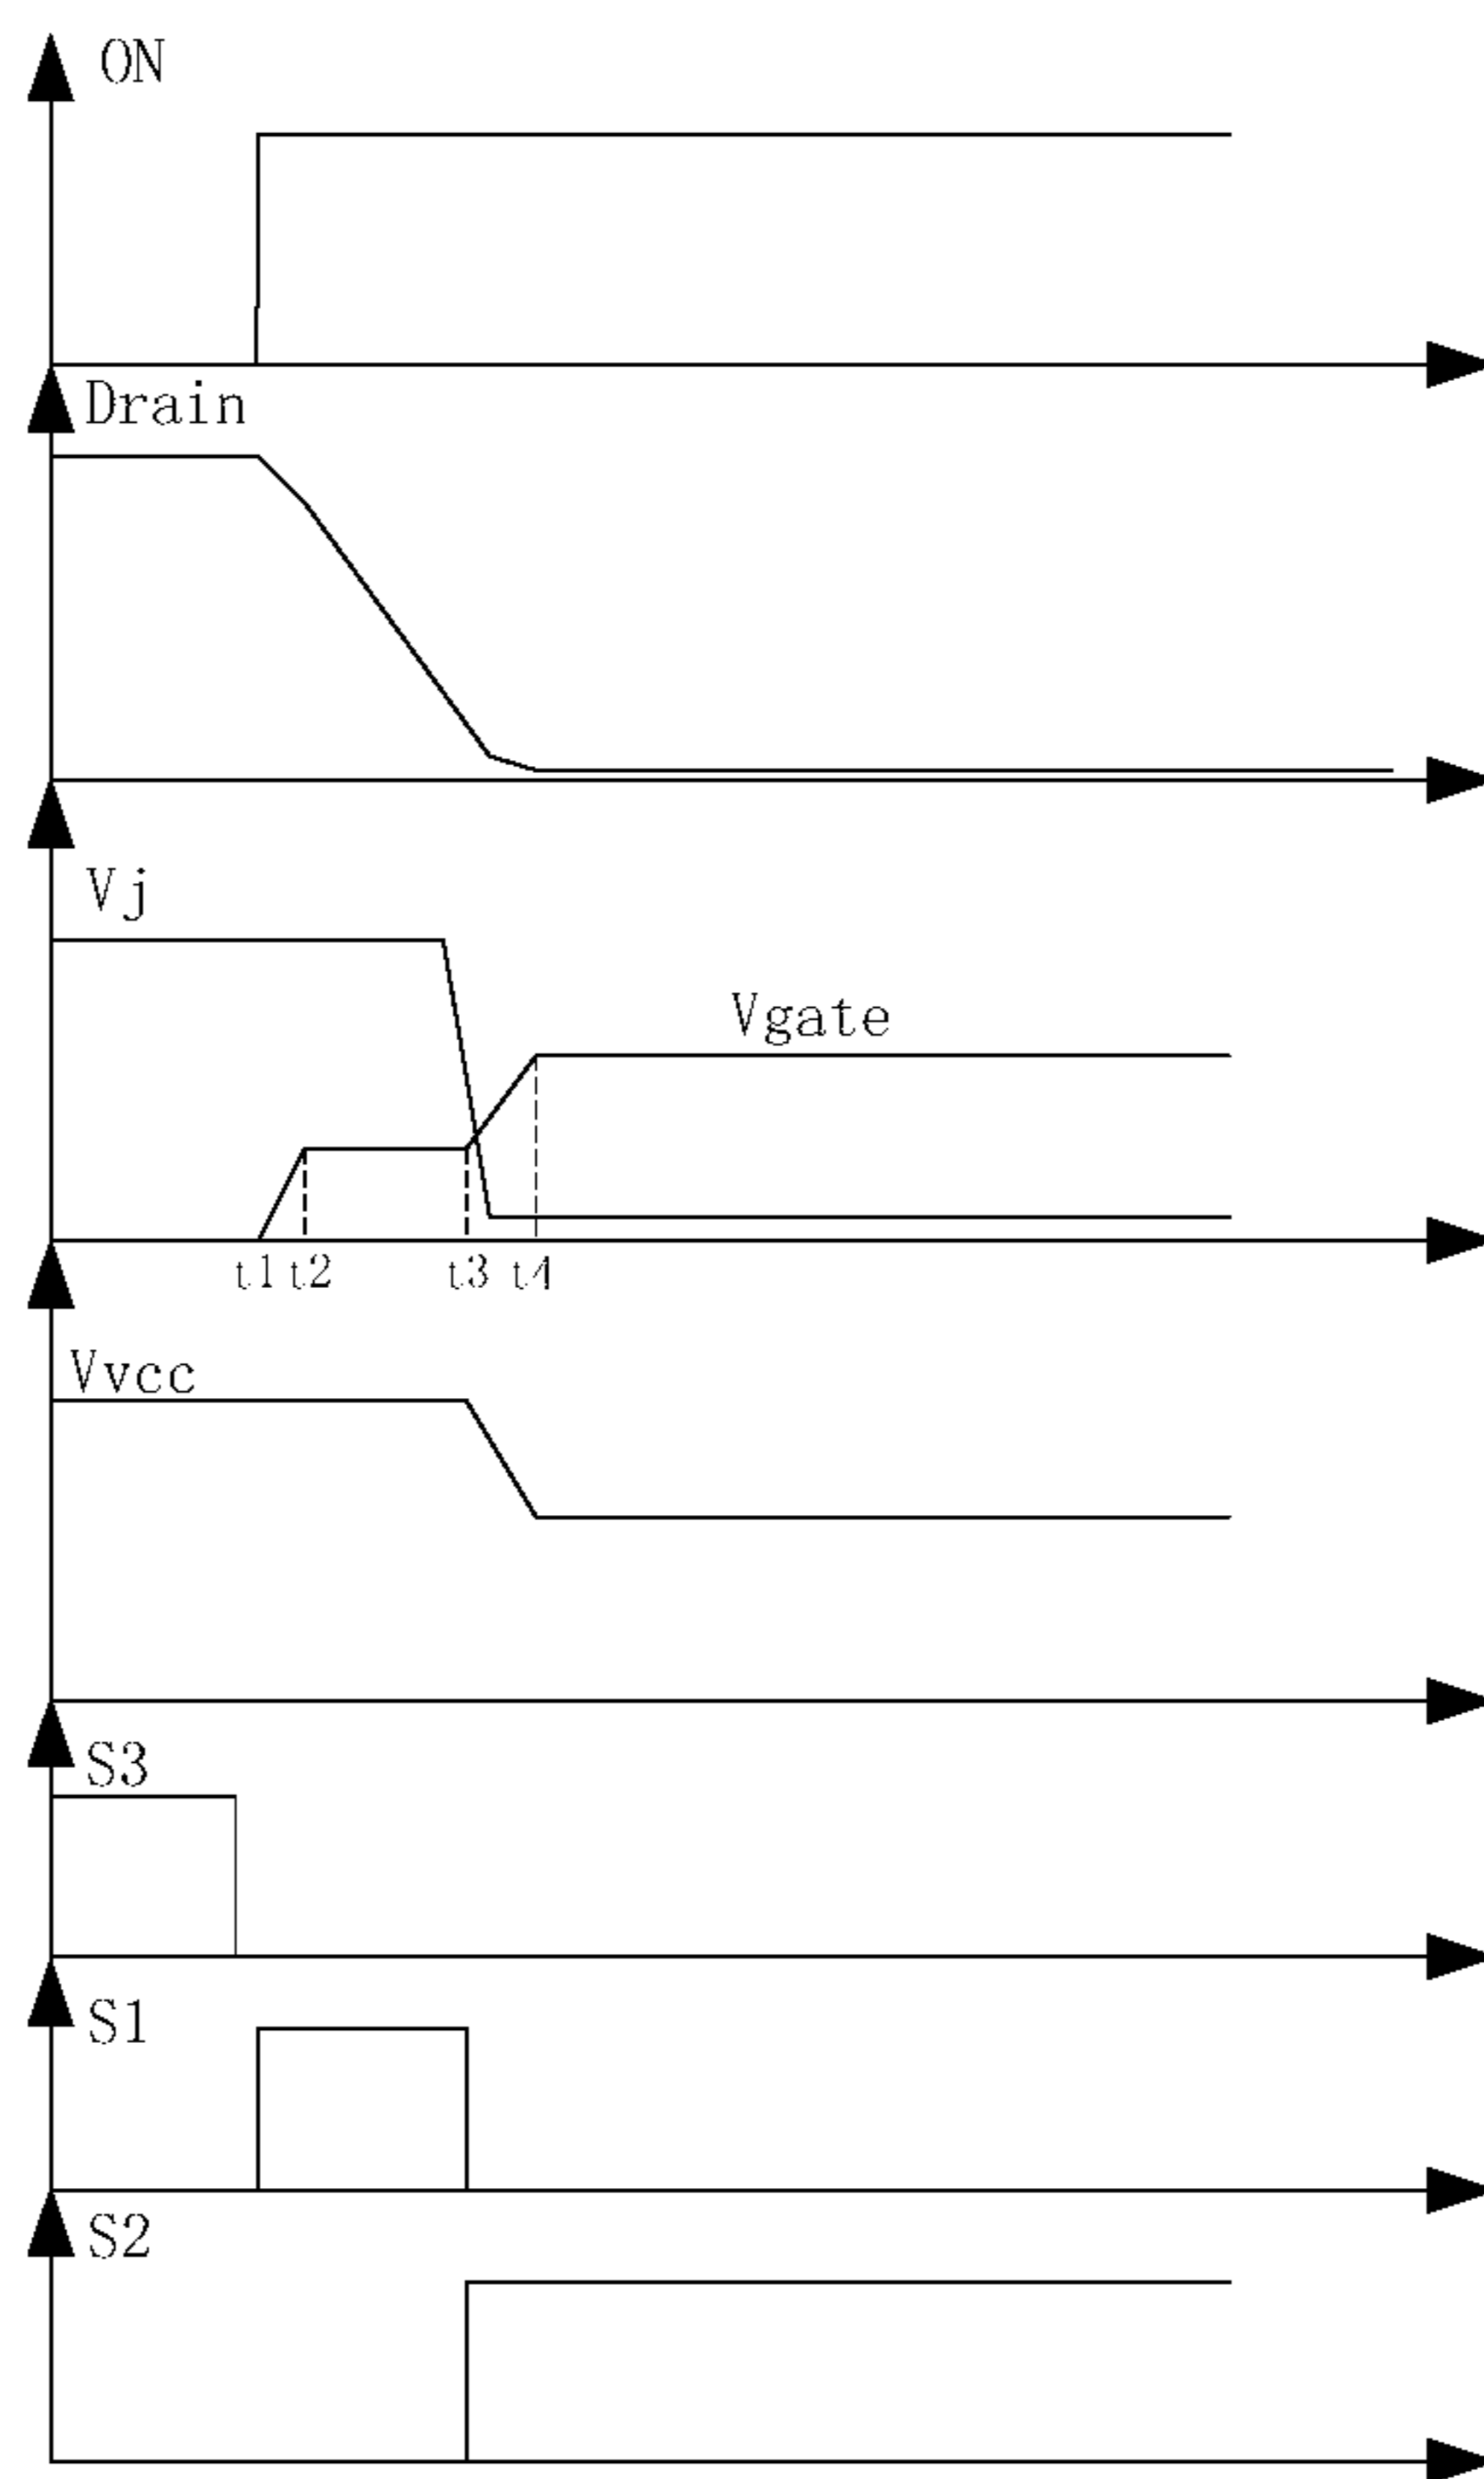 ON
Drain
Vj
Vgate
t1 t2 t3 t4
Vvcc
S3
S1
S2